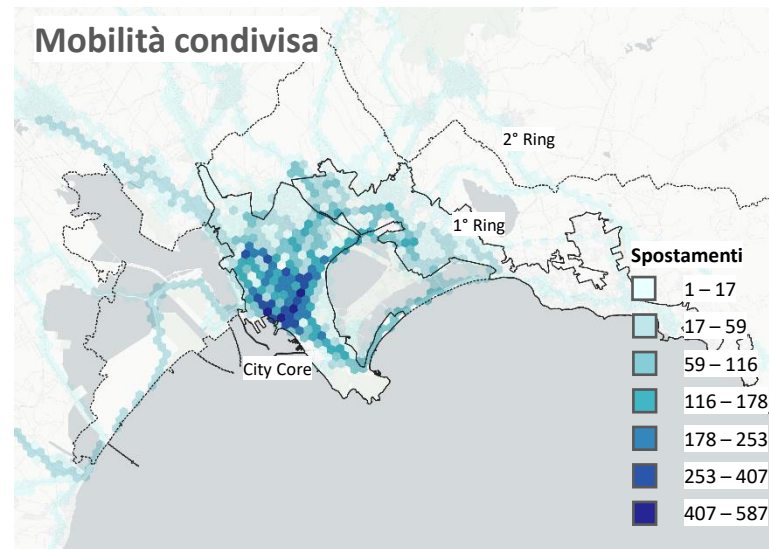 Mobilità condivisa
2° Ring
1° Ring
City Core
Spostamenti
1 – 17
17 – 59
59 – 116
116 – 178
178 – 253
253 – 407
407 – 587